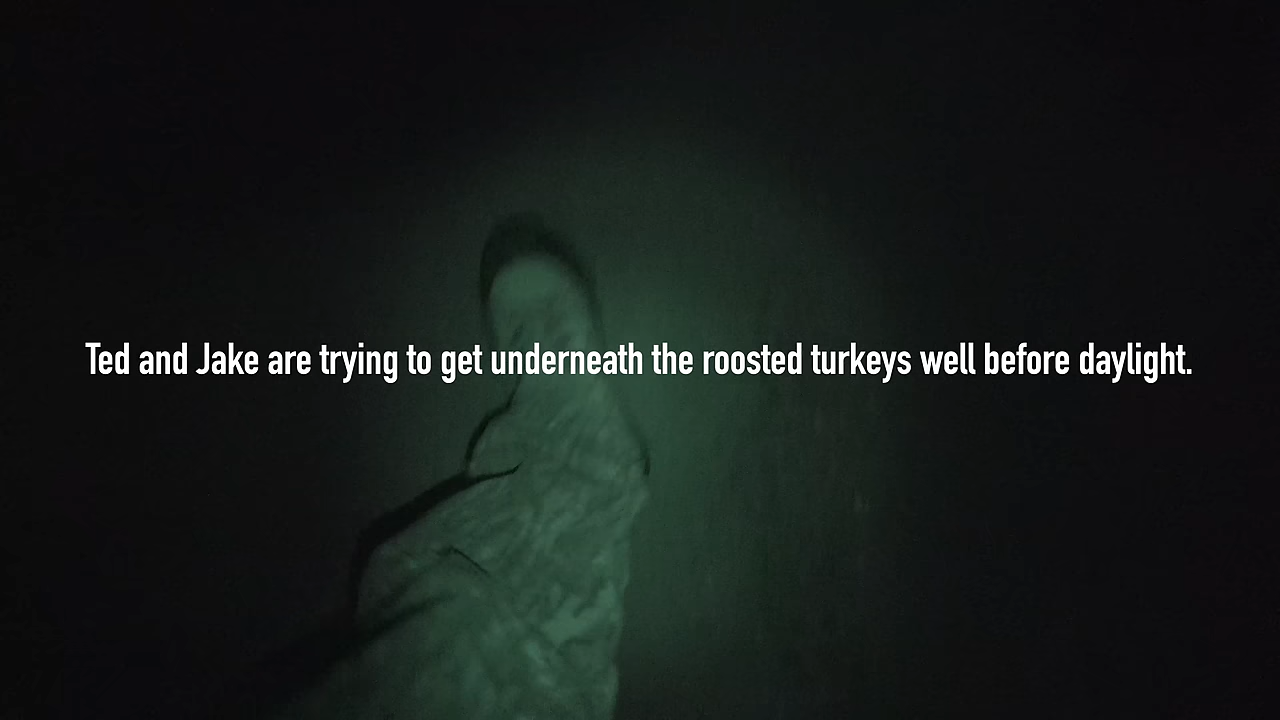 Ted and Jake are trying to get underneath the roosted turkeys well before daylight.